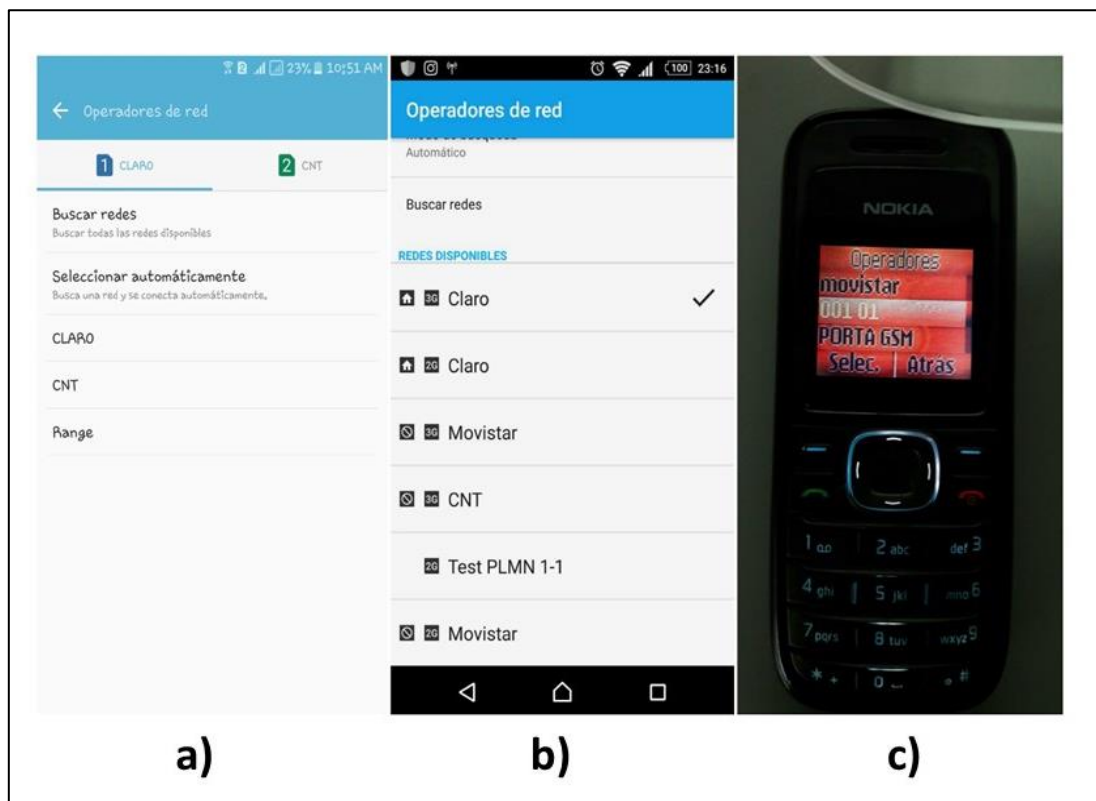 23% 10:51 AM
Operadores de red
1 CLARO
2 CNT
Buscar redes
Buscar todas las redes disponibles
Seleccionar automáticamente
Busca una red y se conecta automáticamente.
CLARO
CNT
Range
a)
100 23:16
Operadores de red
Automático
Buscar redes
REDES DISPONIBLES
3G Claro
2G Claro
3G Movistar
3G CNT
2G Test PLMN 1-1
2G Movistar
b)
NOKIA
Operadores
movistar
001 01
PORTA GSM
Selec. Atrás
1
2 abc
def 3
4 ghi
5 jkl
mno 6
7 pqrs
8 tuv
wxyz 9
* +
0
#
c)